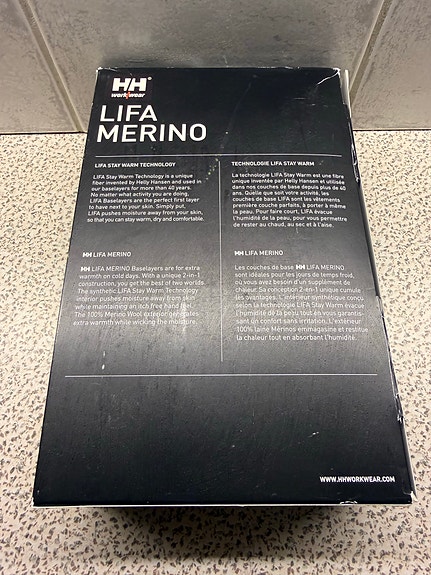 HH®
workwear
LIFA
MERINO
LIFA STAY WARM TECHNOLOGY
LIFA Stay Warm Technology is a unique
fiber invented by Helly Hansen and used in
our baselayers for more than 40 years.
No matter what activity you are doing,
LIFA Baselayers are the perfect first layer
to have next to your skin. Simply put,
LIFA pushes moisture away from your skin,
so that you can stay warm, dry and comfortable.
TECHNOLOGIE LIFA STAY WARM
La technologie LIFA Stay Warm est une fibre
unique inventée par Helly Hansen et utilisée
dans nos couches de base depuis plus de 40
ans. Quelle que soit votre activité, les
couches de base LIFA sont les vêtements
première couche parfaits, à porter à même
la peau. Pour faire court, LIFA évacue
l'humidité de la peau, pour vous permettre
de rester au chaud, au sec et à l'aise.
HH LIFA MERINO
HH LIFA MERINO Baselayers are for extra
warmth on cold days. With a unique 2-in-1
construction, you get the best of two worlds.
The synthetic LIFA Stay Warm Technology
interior pushes moisture away from skin
while maintaining an itch free hand feel.
The 100% Merino Wool exterior generates
extra warmth while wicking the moisture.
HH LIFA MERINO
Les couches de base HH LIFA MERINO
sont idéales pour les jours de temps froid,
où vous avez besoin d'un supplément de
chaleur. Sa conception 2-en-1 unique cumule
les avantages. L'intérieur synthétique conçu
selon la technologie LIFA Stay Warm évacue
l'humidité de la peau tout en vous garantis-
sant un confort sans irritation. L'extérieur
100% laine Mérinos emmagasine et restitue
la chaleur tout en absorbant l'humidité.
WWW.HHWORKWEAR.COM